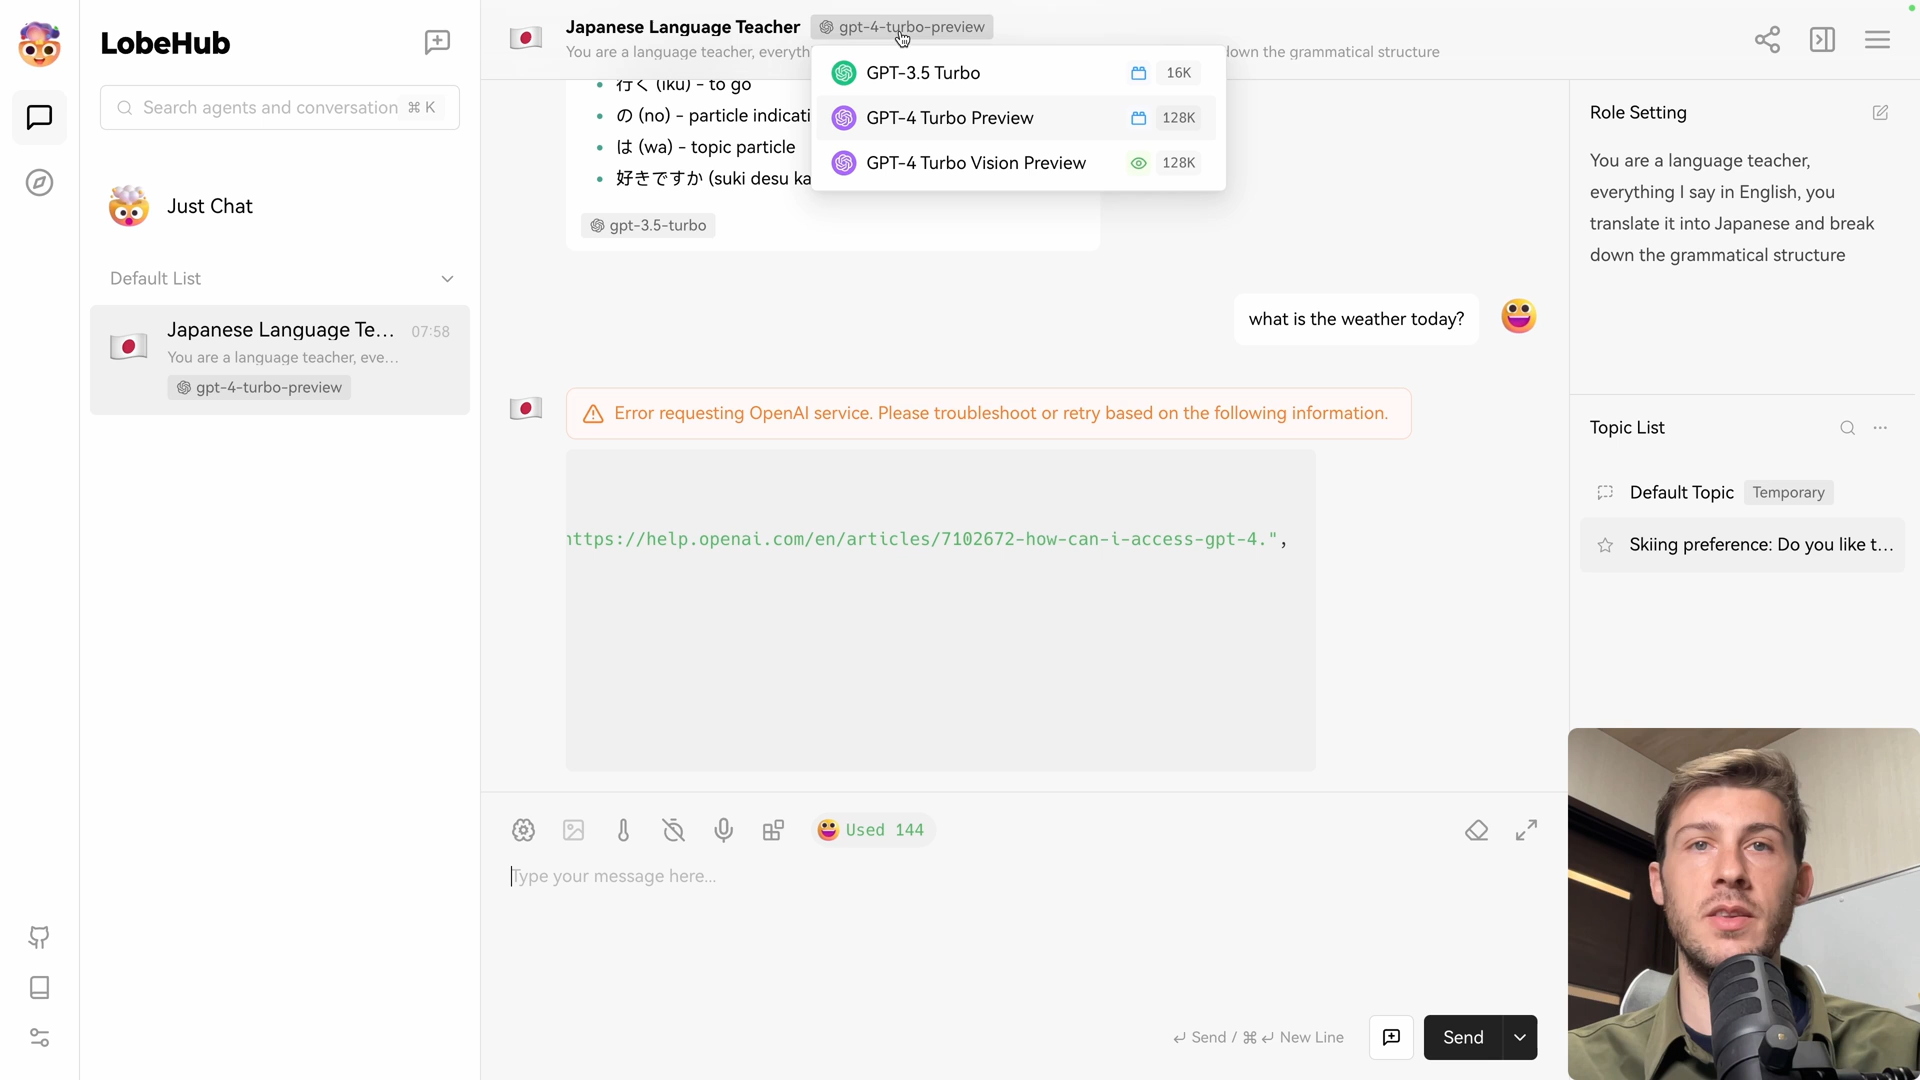 LobeHub
Search agents and conversation ⌘ K
Just Chat
Default List
Japanese Language Te... 07:58
You are a language teacher, eve...
gpt-4-turbo-preview
Japanese Language Teacher gpt-4-turbo-preview
You are a language teacher, everyth
down the grammatical structure
GPT-3.5 Turbo 16K
GPT-4 Turbo Preview 128K
GPT-4 Turbo Vision Preview 128K
行く (iku) - to go
の (no) - particle indicati
は (wa) - topic particle
好きですか (suki desu ka
gpt-3.5-turbo
what is the weather today?
Error requesting OpenAI service. Please troubleshoot or retry based on the following information.
https://help.openai.com/en/articles/7102672-how-can-i-access-gpt-4.",
Used 144
Type your message here...
↵ Send / ⌘ ↵ New Line
Send
Role Setting
You are a language teacher,
everything I say in English, you
translate it into Japanese and break
down the grammatical structure
Topic List
Default Topic Temporary
Skiing preference: Do you like t...